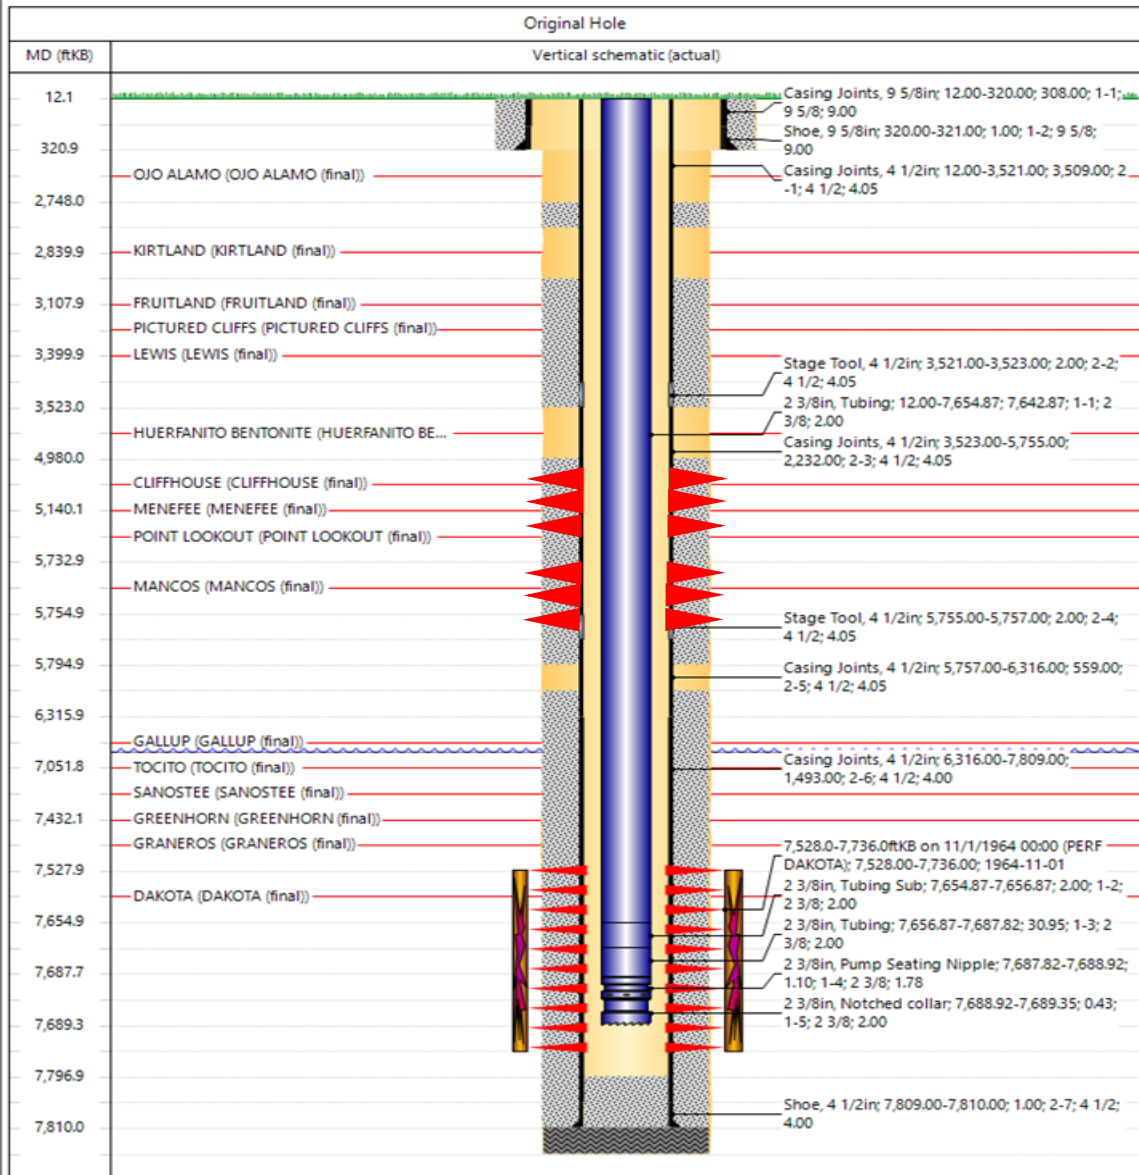 Original Hole
MD (ftKB)
Vertical schematic (actual)
12.1
Casing Joints, 9 5/8in; 12.00-320.00; 308.00; 1-1;
9 5/8; 9.00
Shoe, 9 5/8in; 320.00-321.00; 1.00; 1-2; 9 5/8;
9.00
320.9
OJO ALAMO (OJO ALAMO (final))
Casing Joints, 4 1/2in; 12.00-3,521.00; 3,509.00; 2
-1; 4 1/2; 4.05
2,748.0
2,839.9
KIRTLAND (KIRTLAND (final))
3,107.9
FRUITLAND (FRUITLAND (final))
PICTURED CLIFFS (PICTURED CLIFFS (final))
3,399.9
LEWIS (LEWIS (final))
Stage Tool, 4 1/2in; 3,521.00-3,523.00; 2.00; 2-2;
4 1/2; 4.05
3,523.0
2 3/8in, Tubing; 12.00-7,654.87; 7,642.87; 1-1; 2
3/8; 2.00
HUERFANITO BENTONITE (HUERFANITO BE...
Casing Joints, 4 1/2in; 3,523.00-5,755.00;
2,232.00; 2-3; 4 1/2; 4.05
4,980.0
CLIFFHOUSE (CLIFFHOUSE (final))
5,140.1
MENEFEE (MENEFEE (final))
POINT LOOKOUT (POINT LOOKOUT (final))
5,732.9
MANCOS (MANCOS (final))
5,754.9
Stage Tool, 4 1/2in; 5,755.00-5,757.00; 2.00; 2-4;
4 1/2; 4.05
5,794.9
Casing Joints, 4 1/2in; 5,757.00-6,316.00; 559.00;
2-5; 4 1/2; 4.05
6,315.9
GALLUP (GALLUP (final))
7,051.8
TOCITO (TOCITO (final))
Casing Joints, 4 1/2in; 6,316.00-7,809.00;
1,493.00; 2-6; 4 1/2; 4.00
SANOSTEE (SANOSTEE (final))
7,432.1
GREENHORN (GREENHORN (final))
GRANEROS (GRANEROS (final))
7,528.0-7,736.0ftKB on 11/1/1964 00:00 (PERF
DAKOTA); 7,528.00-7,736.00; 1964-11-01
7,527.9
2 3/8in, Tubing Sub; 7,654.87-7,656.87; 2.00; 1-2;
2 3/8; 2.00
DAKOTA (DAKOTA (final))
7,654.9
2 3/8in, Tubing; 7,656.87-7,687.82; 30.95; 1-3; 2
3/8; 2.00
7,687.7
2 3/8in, Pump Seating Nipple; 7,687.82-7,688.92;
1.10; 1-4; 2 3/8; 1.78
2 3/8in, Notched collar; 7,688.92-7,689.35; 0.43;
1-5; 2 3/8; 2.00
7,689.3
7,796.9
Shoe, 4 1/2in; 7,809.00-7,810.00; 1.00; 2-7; 4 1/2;
4.00
7,810.0